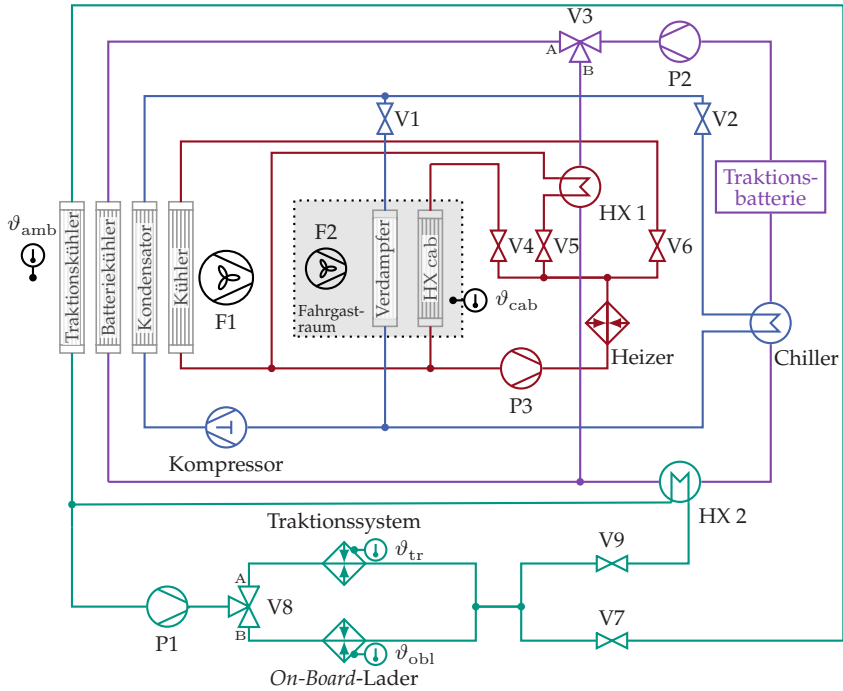 V3
A
B
P2
V1
V2
Traktions-
batterie
HX 1
ϑamb
Traktionskühler
Batteriekühler
Kondensator
Kühler
F1
F2
Fahrgast-
raum
Verdampfer
HX cab
V4
V5
V6
ϑcab
Heizer
Chiller
P3
Kompressor
HX 2
Traktionssystem
ϑtr
V9
A
V8
B
P1
V7
ϑobl
On-Board-Lader